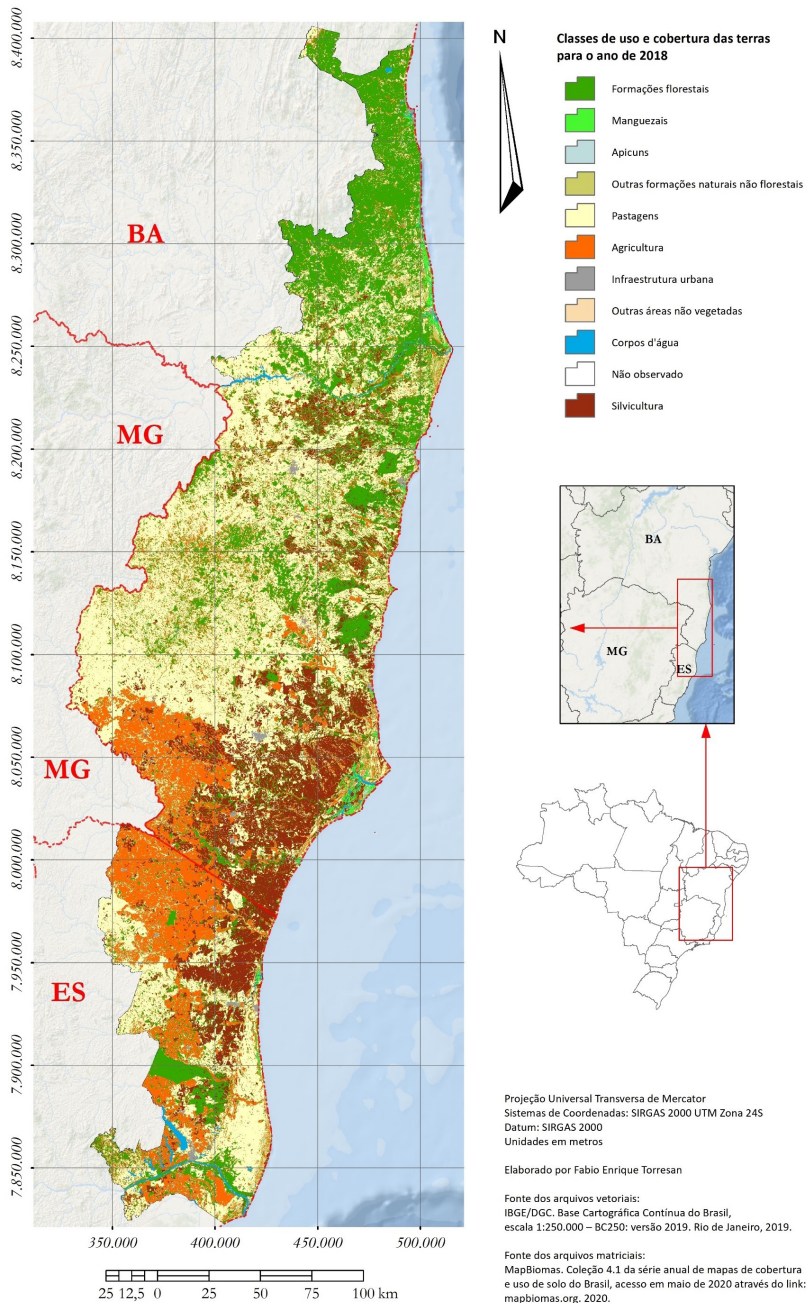 8.400.000
8.350.000
8.300.000
8.250.000
8.200.000
8.150.000
8.100.000
8.050.000
8.000.000
7.950.000
7.900.000
7.850.000
BA
MG
MG
ES
350.000
400.000
450.000
500.000
25 12,5 0 25 50 75 100 km
N
Classes de uso e cobertura das terras
para o ano de 2018
Formações florestais
Manguezais
Apicuns
Outras formações naturais não florestais
Pastagens
Agricultura
Infraestrutura urbana
Outras áreas não vegetadas
Corpos d'água
Não observado
Silvicultura
BA
MG
ES
Projeção Universal Transversa de Mercator
Sistemas de Coordenadas: SIRGAS 2000 UTM Zona 24S
Datum: SIRGAS 2000
Unidades em metros
Elaborado por Fabio Enrique Torresan
Fonte dos arquivos vetoriais:
IBGE/DGC. Base Cartográfica Contínua do Brasil,
escala 1:250.000 – BC250: versão 2019. Rio de Janeiro, 2019.
Fonte dos arquivos matriciais:
MapBiomas. Coleção 4.1 da série anual de mapas de cobertura
e uso de solo do Brasil, acesso em maio de 2020 através do link:
mapbiomas.org. 2020.